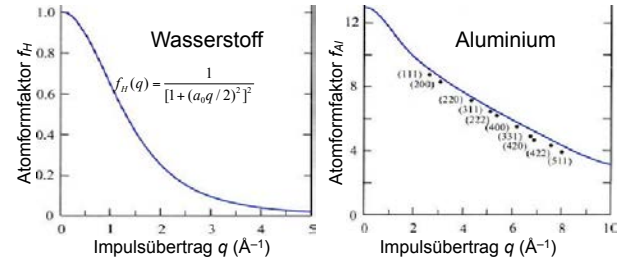 Wasserstoff
Atomformfaktor f_H
1.0
0.8
0.6
0.4
0.2
0
f_H(q) = 1 / [1+(a_0q/2)^2]^2
0 1 2 3 4 5
Impulsübertrag q (Å⁻¹)
Aluminium
Atomformfaktor f_Al
12
8
4
0
(111)
(200)
(220)
(311)
(222)
(400)
(331)
(420)
(422)
(511)
0 2 4 6 8 10
Impulsübertrag q (Å⁻¹)